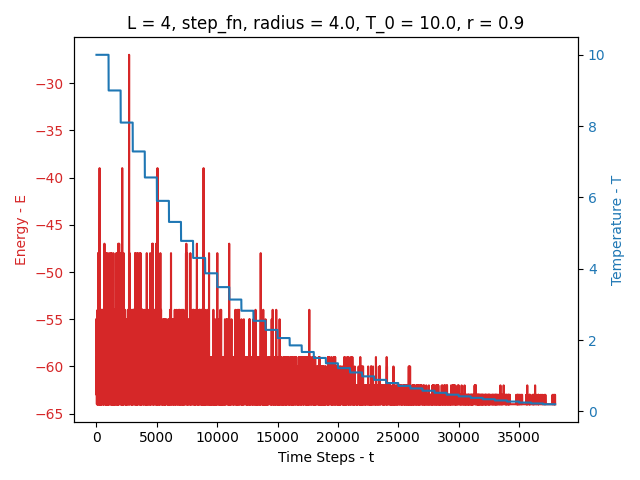 L = 4, step_fn, radius = 4.0, T_0 = 10.0, r = 0.9
−30
−35
−40
−45
−50
−55
−60
−65
Energy - E
10
8
6
4
2
0
Temperature - T
0 5000 10000 15000 20000 25000 30000 35000
Time Steps - t